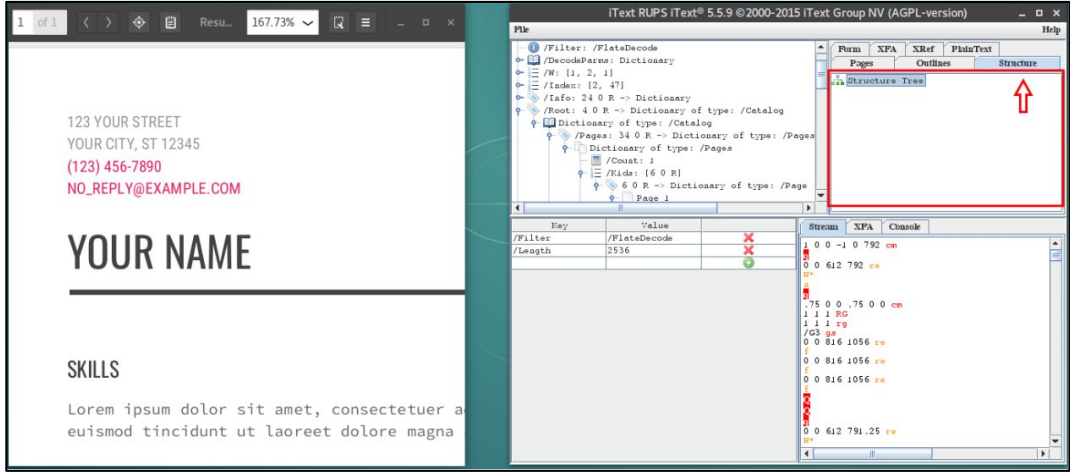 1 of 1
Resu...
167.73%
123 YOUR STREET
YOUR CITY, ST 12345
(123) 456-7890
NO_REPLY@EXAMPLE.COM
YOUR NAME
SKILLS
Lorem ipsum dolor sit amet, consectetuer a
euismod tincidunt ut laoreet dolore magna
iText RUPS iText® 5.5.9 ©2000-2015 iText Group NV (AGPL-version)
File
Help
/Filter: /FlateDecode
/DecodeParms: Dictionary
/W: [1, 2, 1]
/Index: [2, 47]
/Info: 24 0 R -> Dictionary
/Root: 4 0 R -> Dictionary of type: /Catalog
Dictionary of type: /Catalog
/Pages: 34 0 R -> Dictionary of type: /Pages
Dictionary of type: /Pages
/Count: 1
/Kids: [6 0 R]
6 0 R -> Dictionary of type: /Page
Page 1
Form XFA XRef PlainText
Pages Outlines Structure
Structure Tree
Key Value
/Filter /FlateDecode
/Length 2536
Stream XFA Console
1 0 0 -1 0 792 cm
q
0 0 612 792 re
W*
n
q
.75 0 0 .75 0 0 cm
1 1 1 RG
1 1 1 rg
/G3 gs
0 0 816 1056 re
f
0 0 816 1056 re
f
0 0 816 1056 re
f
Q
Q
q
0 0 612 791.25 re
W*